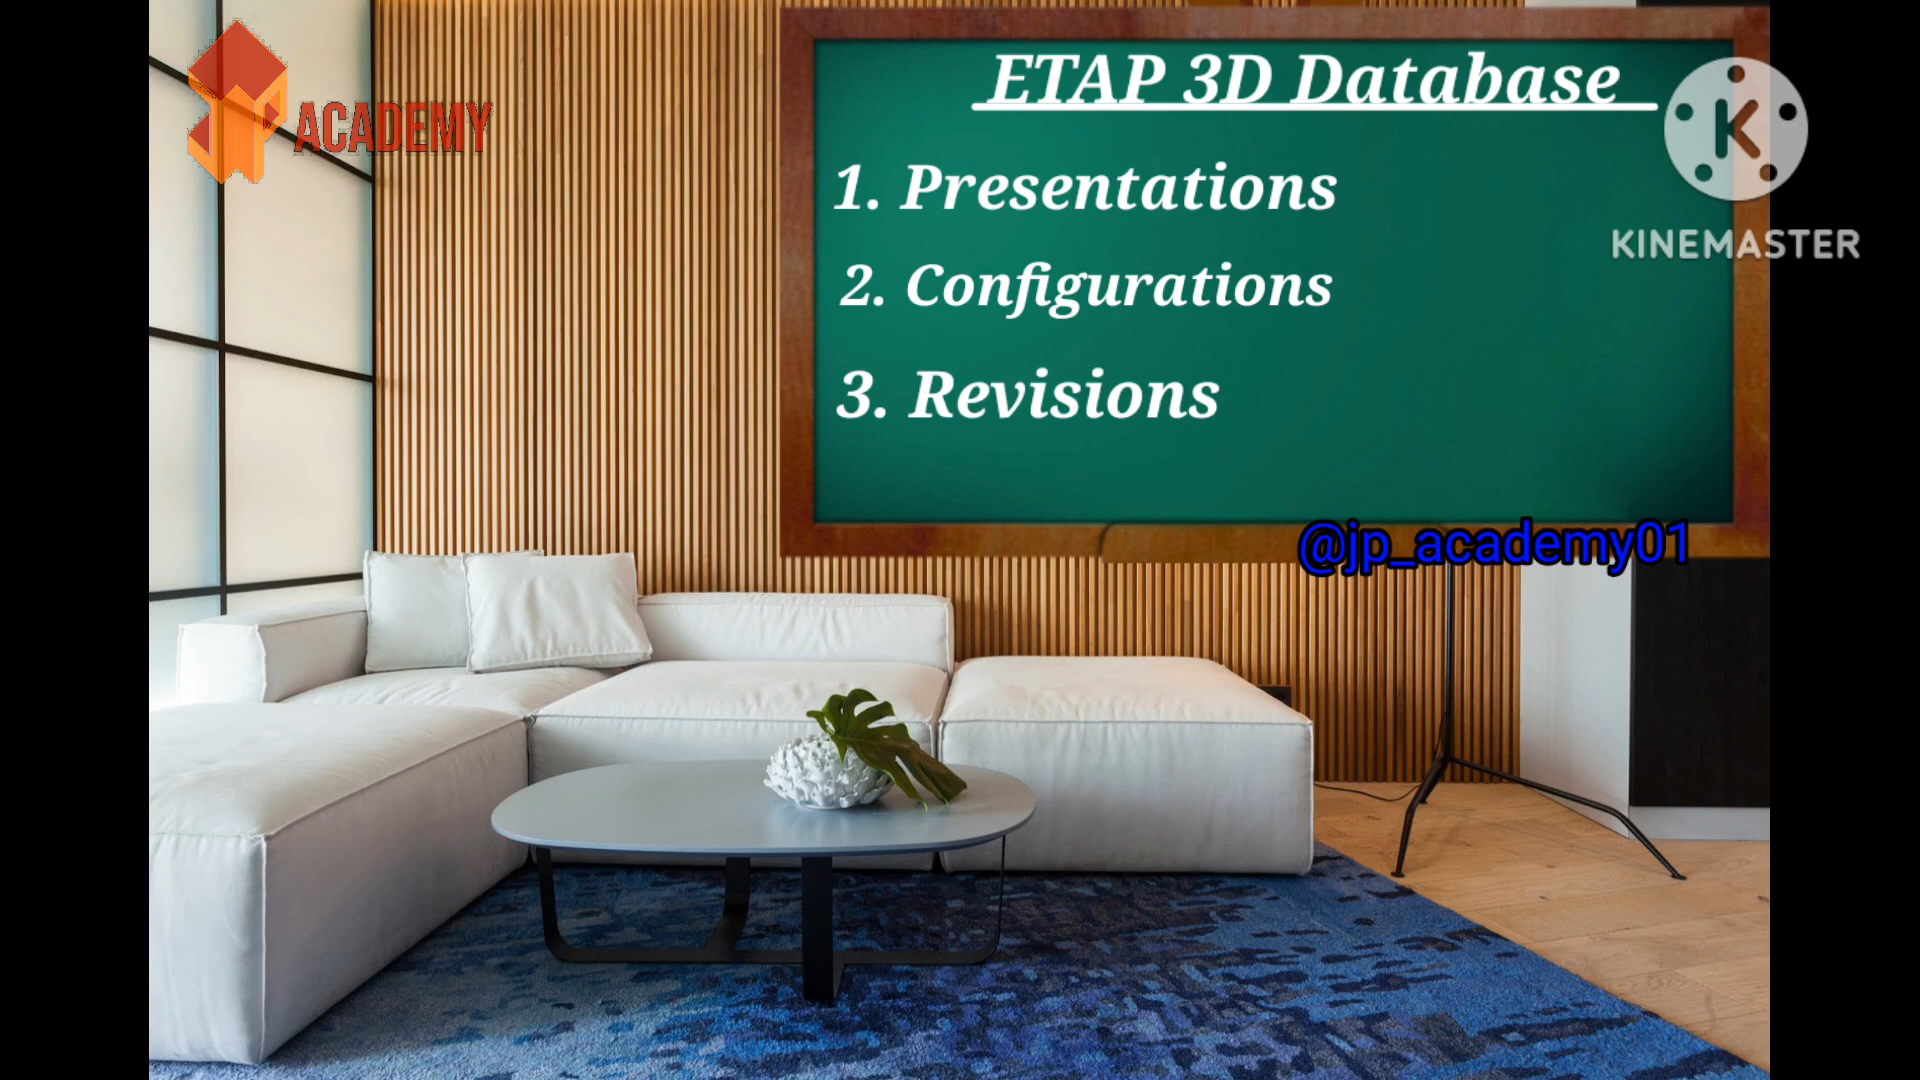 ACADEMY
ETAP 3D Database
1. Presentations
2. Configurations
3. Revisions
K
KINEMASTER
@jp_academy01